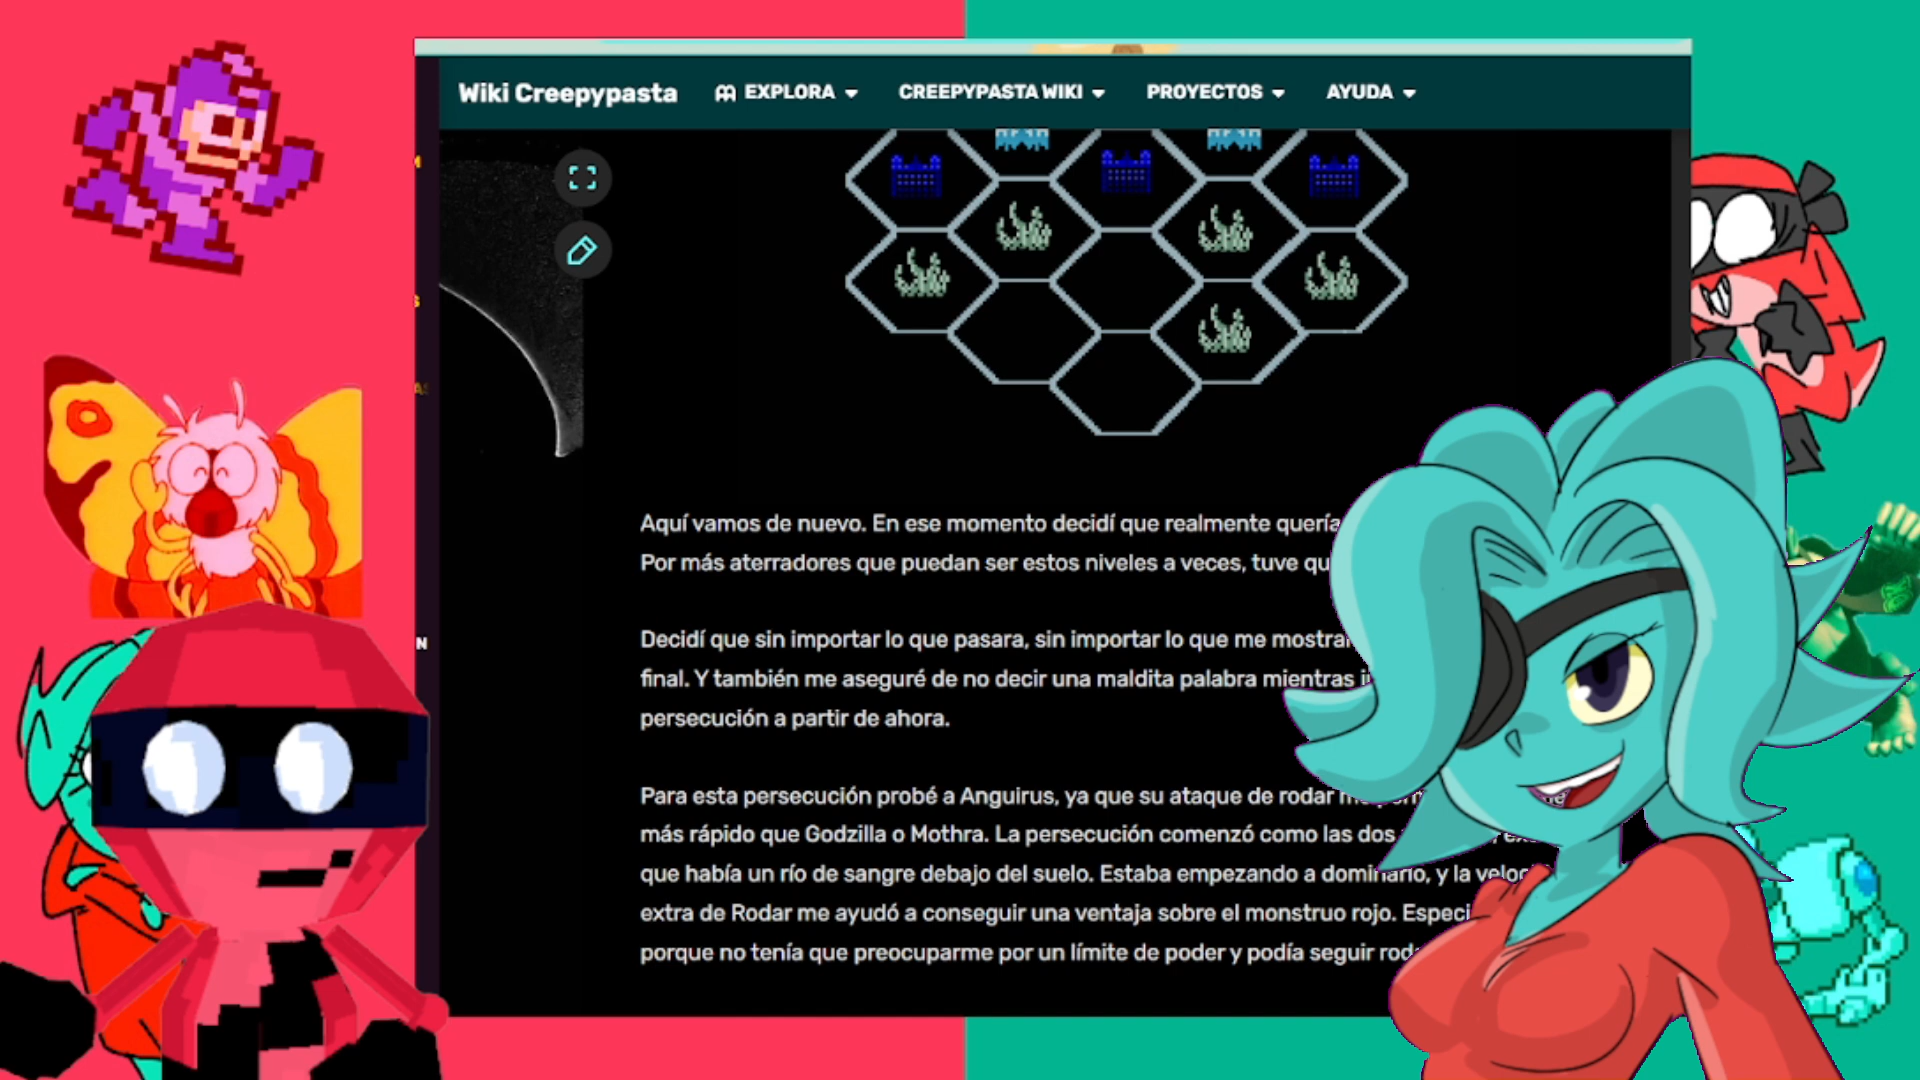 Wiki Creepypasta EXPLORA CREEPYPASTA WIKI PROYECTOS AYUDA
Aquí vamos de nuevo. En ese momento decidí que realmente quería
Por más aterradores que puedan ser estos niveles a veces, tuve
Decidí que sin importar lo que pasara, sin importar lo que me
final. Y también me aseguré de no decir una maldita palabra mientras
persecución a partir de ahora.
Para esta persecución probé a Anguirus, ya que su ataque de rodar
más rápido que Godzilla o Mothra. La persecución comenzó como las dos
que había un río de sangre debajo del suelo. Estaba empezando a dominarlo, y la
extra de Rodar me ayudó a conseguir una ventaja sobre el monstruo rojo.
porque no tenía que preocuparme por un límite de poder y podía seguir
N